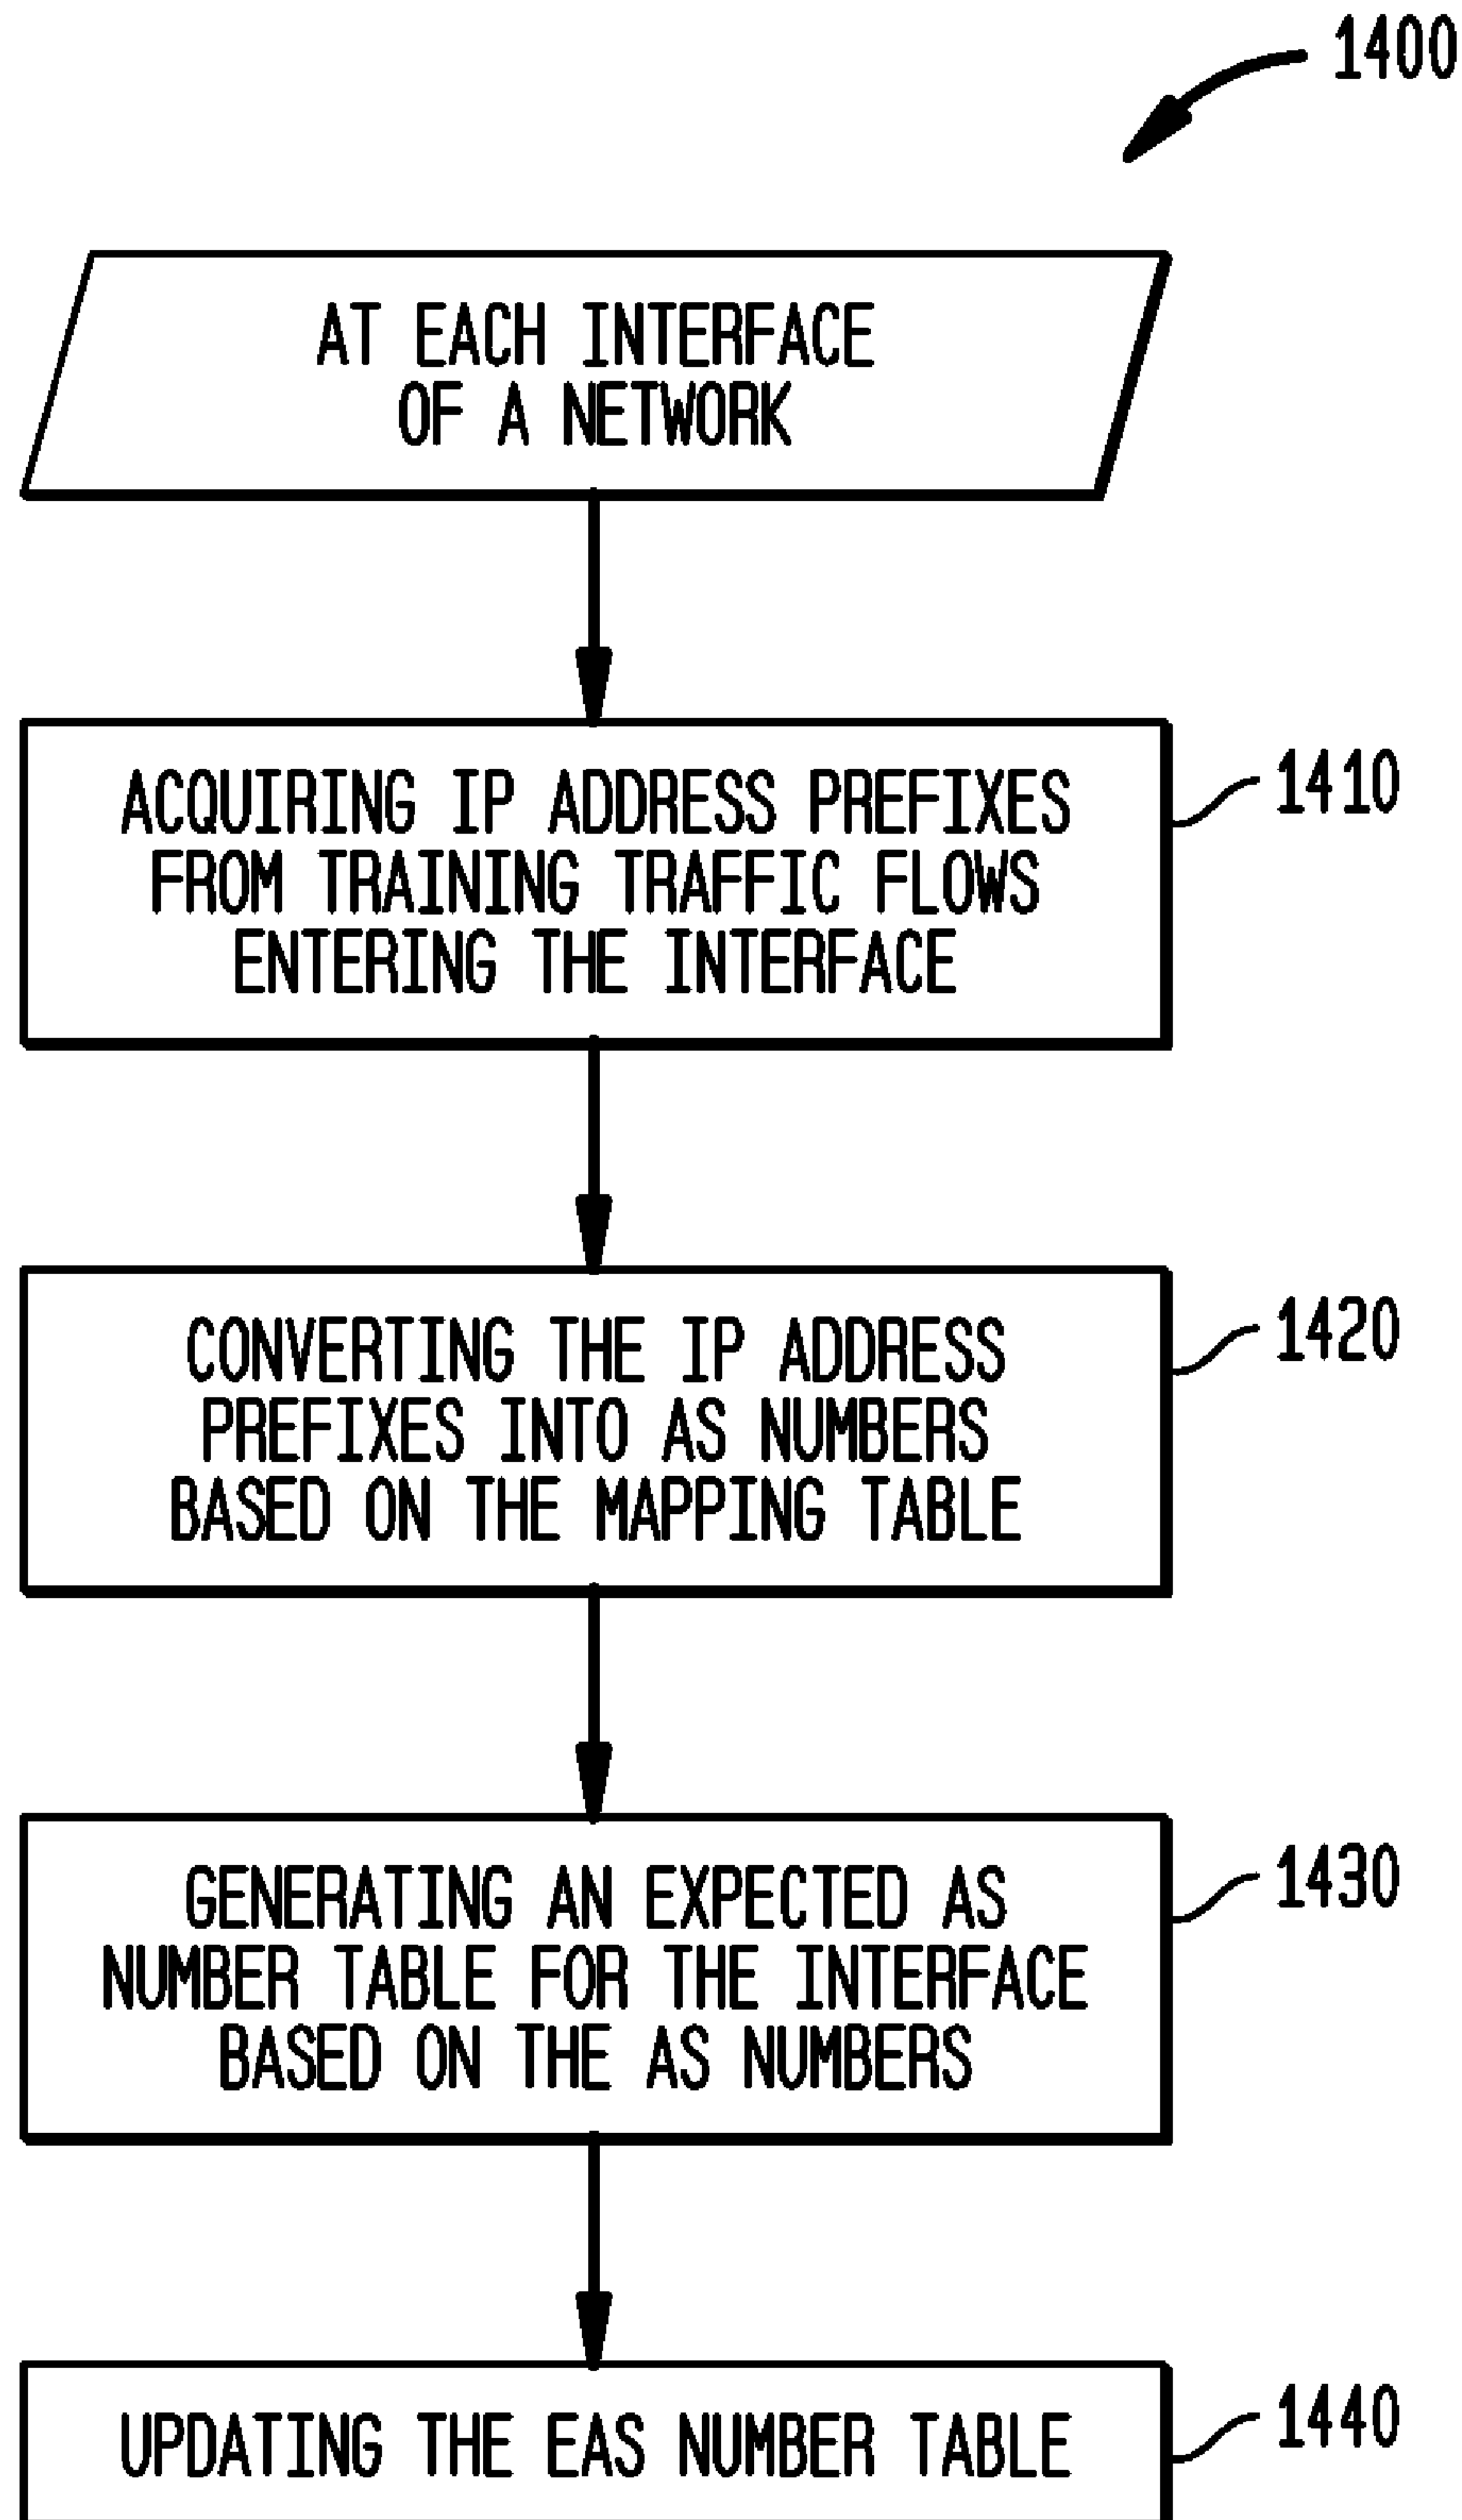 1400
AT EACH INTERFACE
OF A NETWORK
ACQUIRING IP ADDRESS PREFIXES
FROM TRAINING TRAFFIC FLOWS
ENTERING THE INTERFACE
1410
CONVERTING THE IP ADDRESS
PREFIXES INTO AS NUMBERS
BASED ON THE MAPPING TABLE
1420
GENERATING AN EXPECTED AS
NUMBER TABLE FOR THE INTERFACE
BASED ON THE AS NUMBERS
1430
UPDATING THE EAS NUMBER TABLE
1440